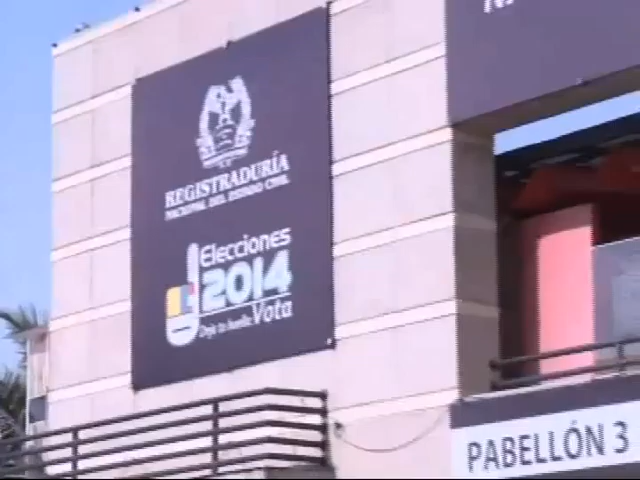 REGISTRADURÍA
NACIONAL DEL ESTADO CIVIL
Elecciones
2014
Deja tu huella. Vota
PABELLÓN 3